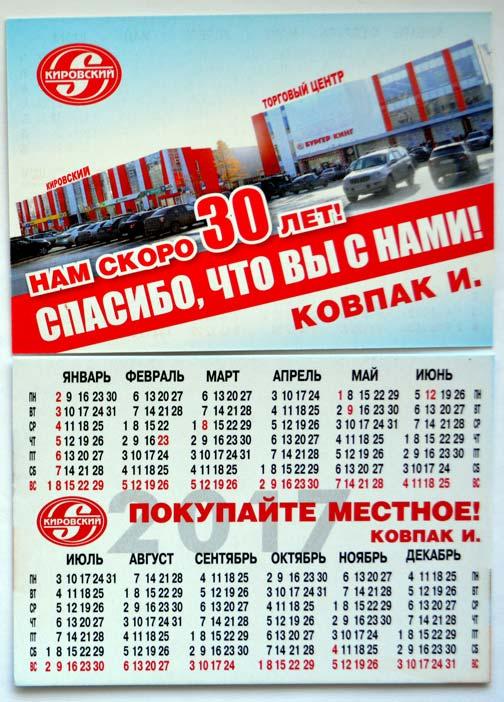 КИРОВСКИЙ
ТОРГОВЫЙ ЦЕНТР
БУРГЕР КИНГ
КИРОВСКИЙ
НАМ СКОРО 30 ЛЕТ!
СПАСИБО, ЧТО ВЫ С НАМИ!
КОВПАК И.
ЯНВАРЬ ФЕВРАЛЬ МАРТ АПРЕЛЬ МАЙ ИЮНЬ
ПН 2 9 16 23 30 6 13 20 27 6 13 20 27 3 10 17 24 1 8 15 22 29 5 12 19 26 ПН
ВТ 3 10 17 24 31 7 14 21 28 7 14 21 28 4 11 18 25 2 9 16 23 30 6 13 20 27 ВТ
СР 4 11 18 25 1 8 15 22 1 8 15 22 29 5 12 19 26 3 10 17 24 31 7 14 21 28 СР
ЧТ 5 12 19 26 2 9 16 23 2 9 16 23 30 6 13 20 27 4 11 18 25 1 8 15 22 29 ЧТ
ПТ 6 13 20 27 3 10 17 24 3 10 17 24 31 7 14 21 28 5 12 19 26 2 9 16 23 30 ПТ
СБ 7 14 21 28 4 11 18 25 4 11 18 25 1 8 15 22 29 6 13 20 27 3 10 17 24 СБ
ВС 1 8 15 22 29 5 12 19 26 5 12 19 26 2 9 16 23 30 7 14 21 28 4 11 18 25 ВС
2017
КИРОВСКИЙ
ПОКУПАЙТЕ МЕСТНОЕ!
КОВПАК И.
ИЮЛЬ АВГУСТ СЕНТЯБРЬ ОКТЯБРЬ НОЯБРЬ ДЕКАБРЬ
ПН 3 10 17 24 31 7 14 21 28 4 11 18 25 2 9 16 23 30 6 13 20 27 4 11 18 25 ПН
ВТ 4 11 18 25 1 8 15 22 29 5 12 19 26 3 10 17 24 31 7 14 21 28 5 12 19 26 ВТ
СР 5 12 19 26 2 9 16 23 30 6 13 20 27 4 11 18 25 1 8 15 22 29 6 13 20 27 СР
ЧТ 6 13 20 27 3 10 17 24 31 7 14 21 28 5 12 19 26 2 9 16 23 30 7 14 21 28 ЧТ
ПТ 7 14 21 28 4 11 18 25 1 8 15 22 29 6 13 20 27 3 10 17 24 1 8 15 22 29 ПТ
СБ 1 8 15 22 29 5 12 19 26 2 9 16 23 30 7 14 21 28 4 11 18 25 2 9 16 23 30 СБ
ВС 2 9 16 23 30 6 13 20 27 3 10 17 24 1 8 15 22 29 5 12 19 26 3 10 17 24 31 ВС